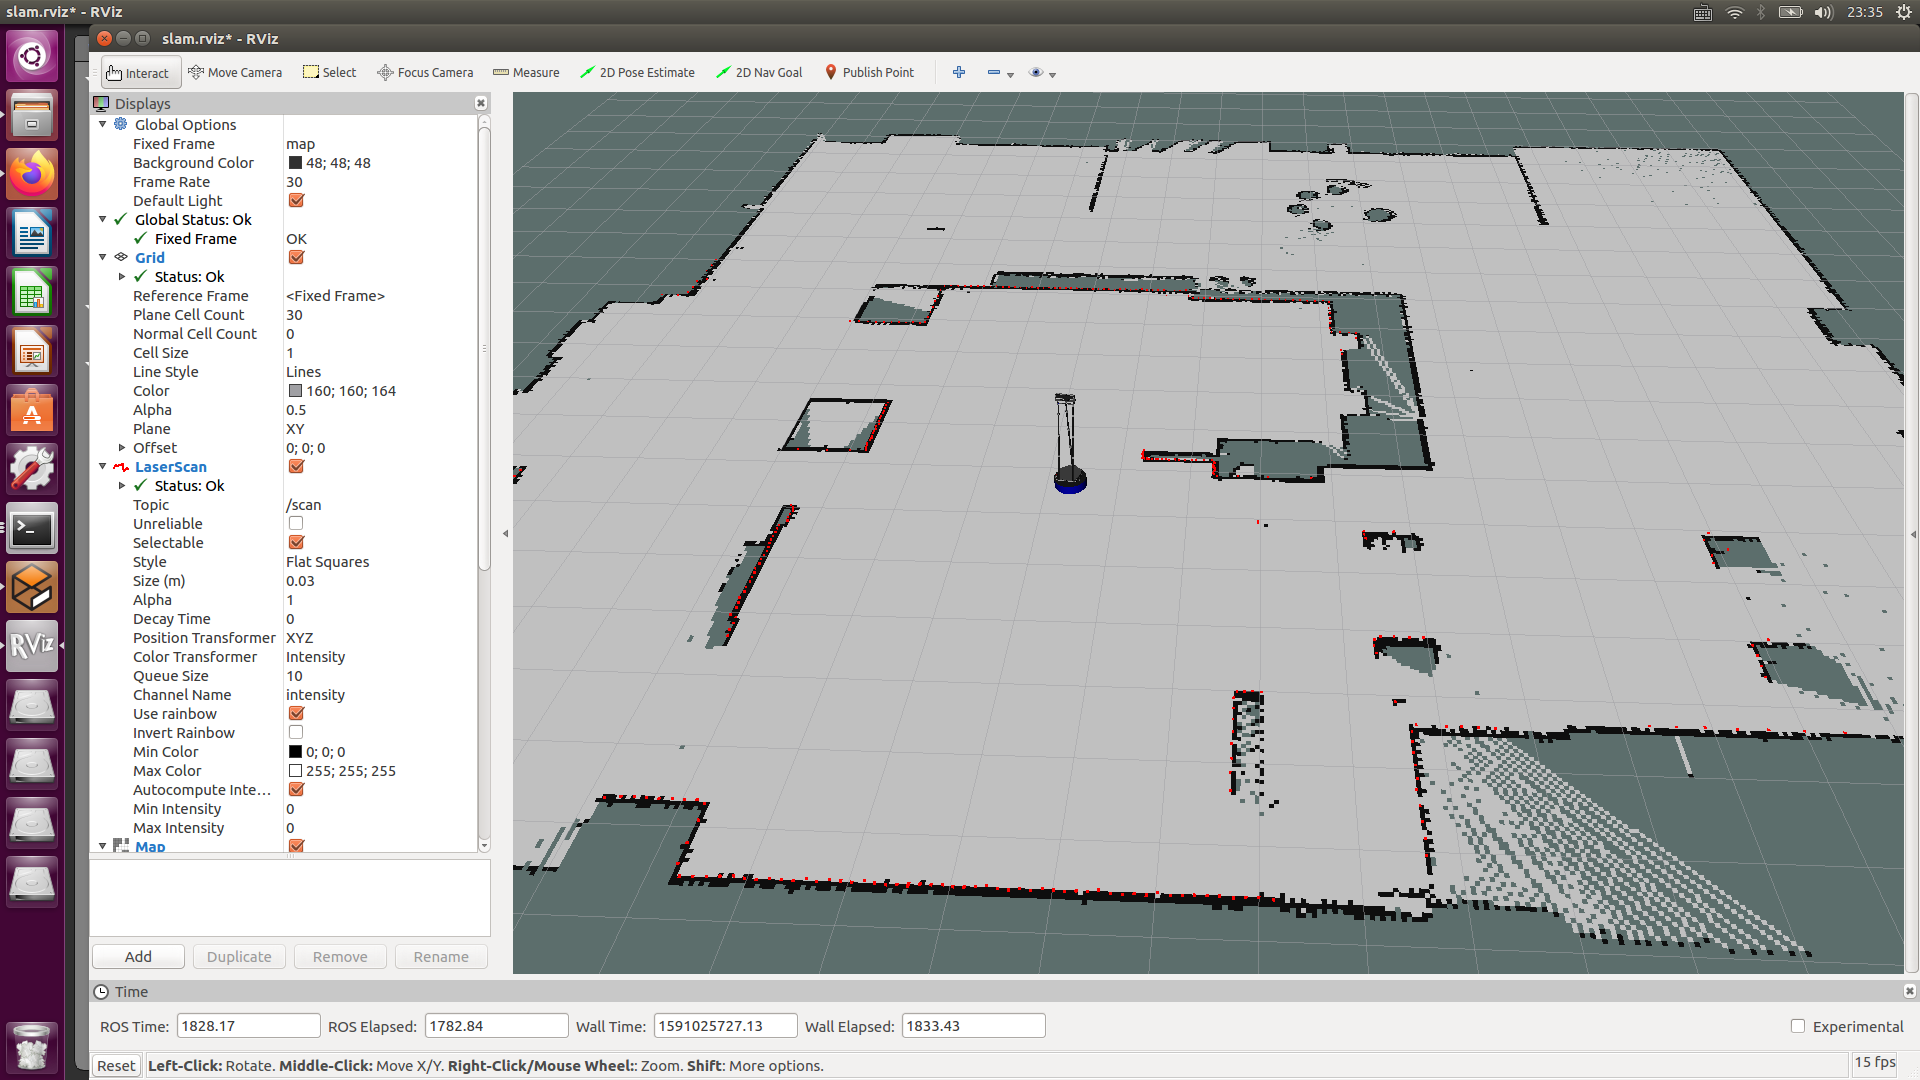 slam.rviz* - RViz
23:35
slam.rviz* - RViz
Interact Move Camera Select Focus Camera Measure 2D Pose Estimate 2D Nav Goal Publish Point
Displays
Global Options
Fixed Frame map
Background Color 48; 48; 48
Frame Rate 30
Default Light
Global Status: Ok
Fixed Frame OK
Grid
Status: Ok
Reference Frame <Fixed Frame>
Plane Cell Count 30
Normal Cell Count 0
Cell Size 1
Line Style Lines
Color 160; 160; 164
Alpha 0.5
Plane XY
Offset 0; 0; 0
LaserScan
Status: Ok
Topic /scan
Unreliable
Selectable
Style Flat Squares
Size (m) 0.03
Alpha 1
Decay Time 0
Position Transformer XYZ
Color Transformer Intensity
Queue Size 10
Channel Name intensity
Use rainbow
Invert Rainbow
Min Color 0; 0; 0
Max Color 255; 255; 255
Autocompute Inte...
Min Intensity 0
Max Intensity 0
Map
RViz
Add Duplicate Remove Rename
Time
ROS Time: 1828.17 ROS Elapsed: 1782.84 Wall Time: 1591025727.13 Wall Elapsed: 1833.43 Experimental
Reset Left-Click: Rotate. Middle-Click: Move X/Y. Right-Click/Mouse Wheel:: Zoom. Shift: More options. 15 fps